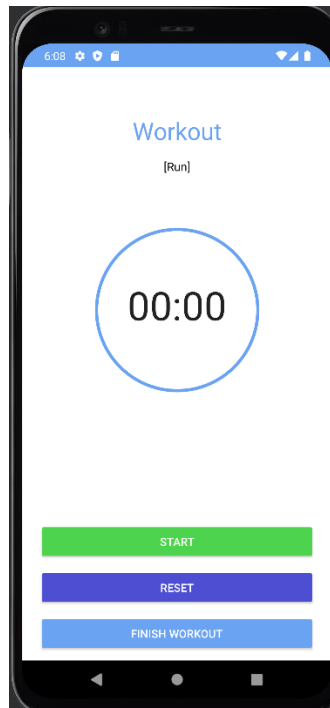 6:08
Workout
[Run]
00:00
START
RESET
FINISH WORKOUT